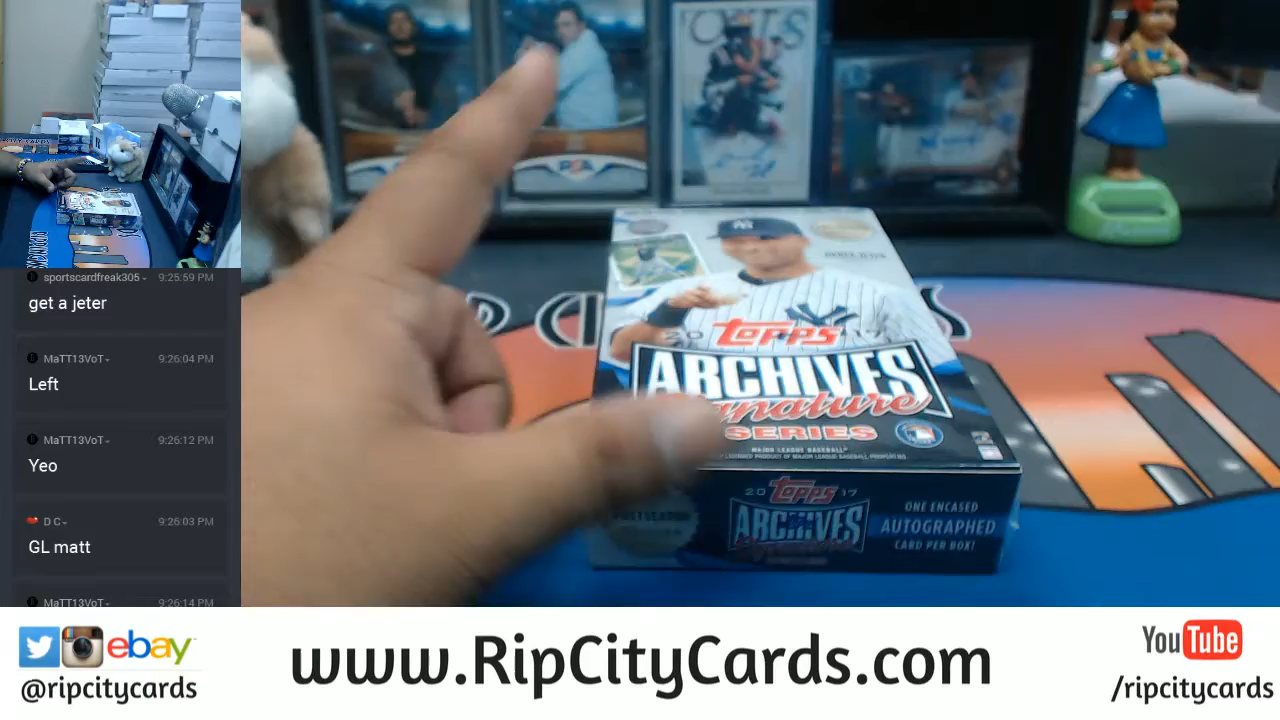 sportscardfreak305 9:25:59 PM
get a jeter
MaTT13VoT 9:26:04 PM
Left
MaTT13VoT 9:26:12 PM
Yeo
D C 9:26:03 PM
GL matt
MaTT13VoT 9:26:14 PM
PSA
2017
Topps
ARCHIVES
SERIES
MAJOR LEAGUE BASEBALL
2017
Topps
ARCHIVES
ONE ENCASED
AUTOGRAPHED
CARD PER BOX!
ebay
@ripcitycards
www.RipCityCards.com
YouTube
/ripcitycards